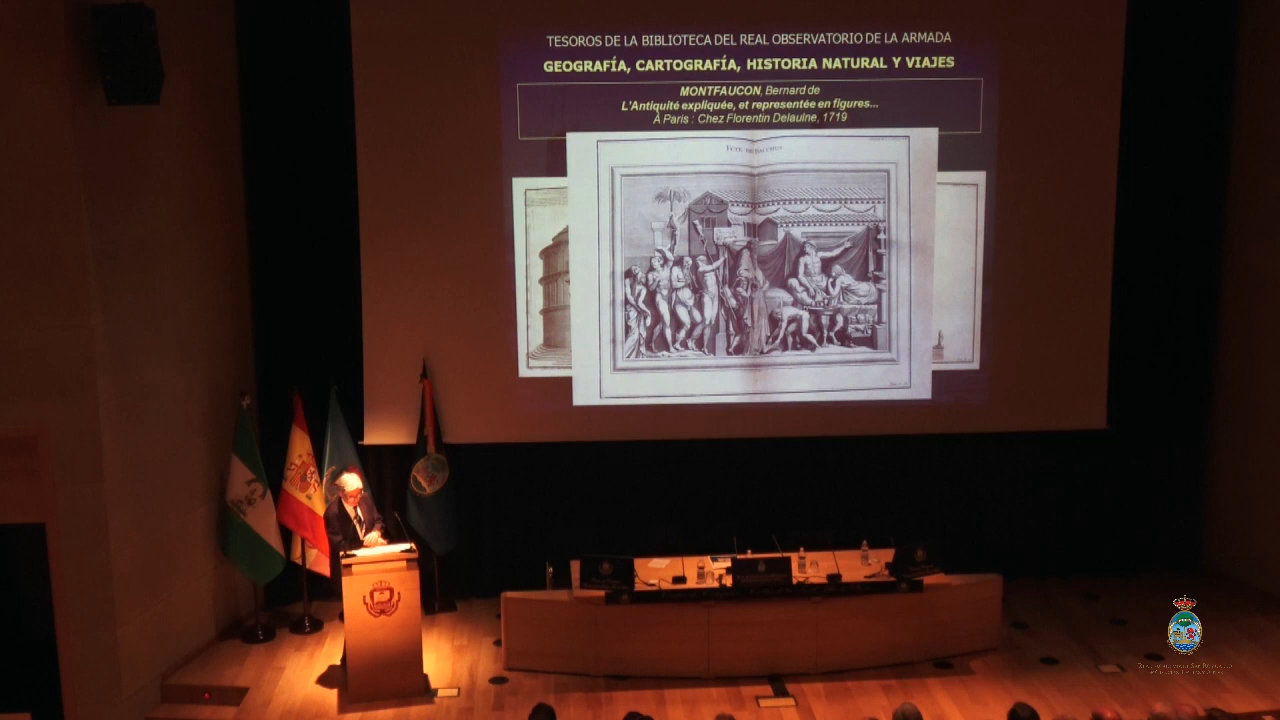 TESOROS DE LA BIBLIOTECA DEL REAL OBSERVATORIO DE LA ARMADA
GEOGRAFÍA, CARTOGRAFÍA, HISTORIA NATURAL Y VIAJES
MONTFAUCON, Bernard de
L'Antiquité expliquée, et representée en figures...
À Paris : Chez Florentin Delaulne, 1719